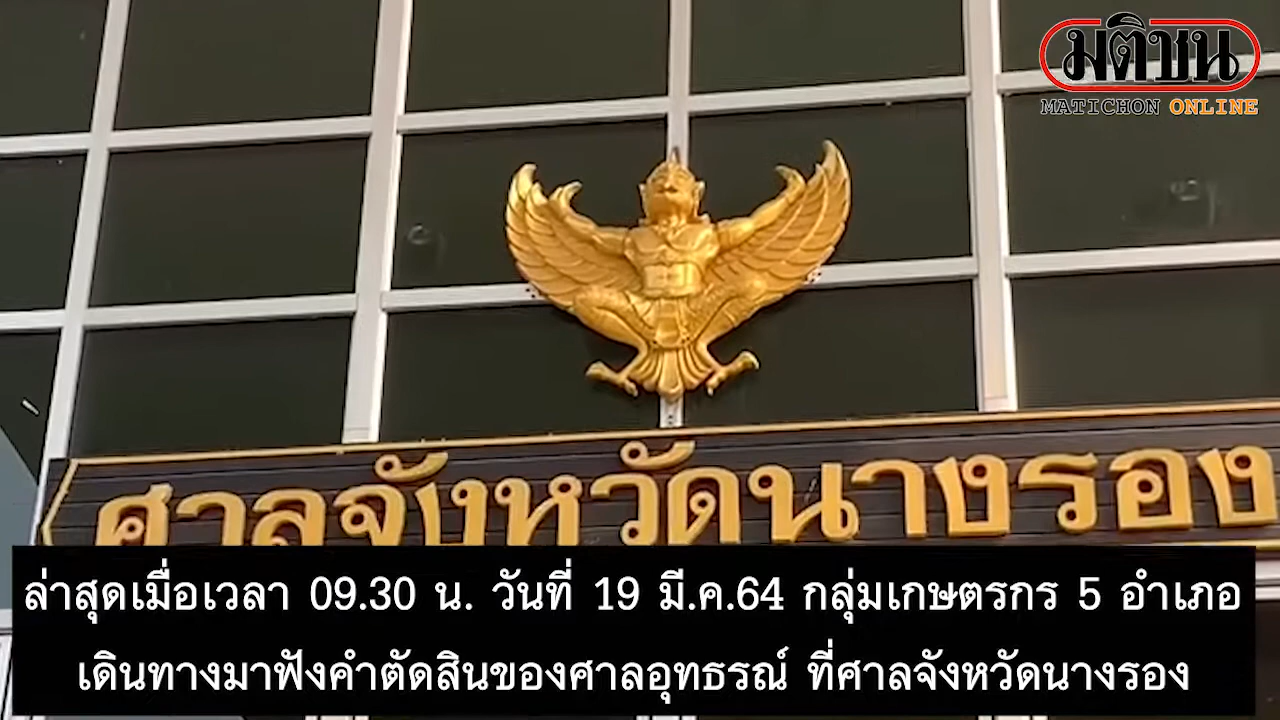 มติชน
MATICHON ONLINE
ศาลจังหวัดนางรอง
ล่าสุดเมื่อเวลา 09.30 น. วันที่ 19 มี.ค.64 กลุ่มเกษตรกร 5 อำเภอ
เดินทางมาฟังคำตัดสินของศาลอุทธรณ์ ที่ศาลจังหวัดนางรอง